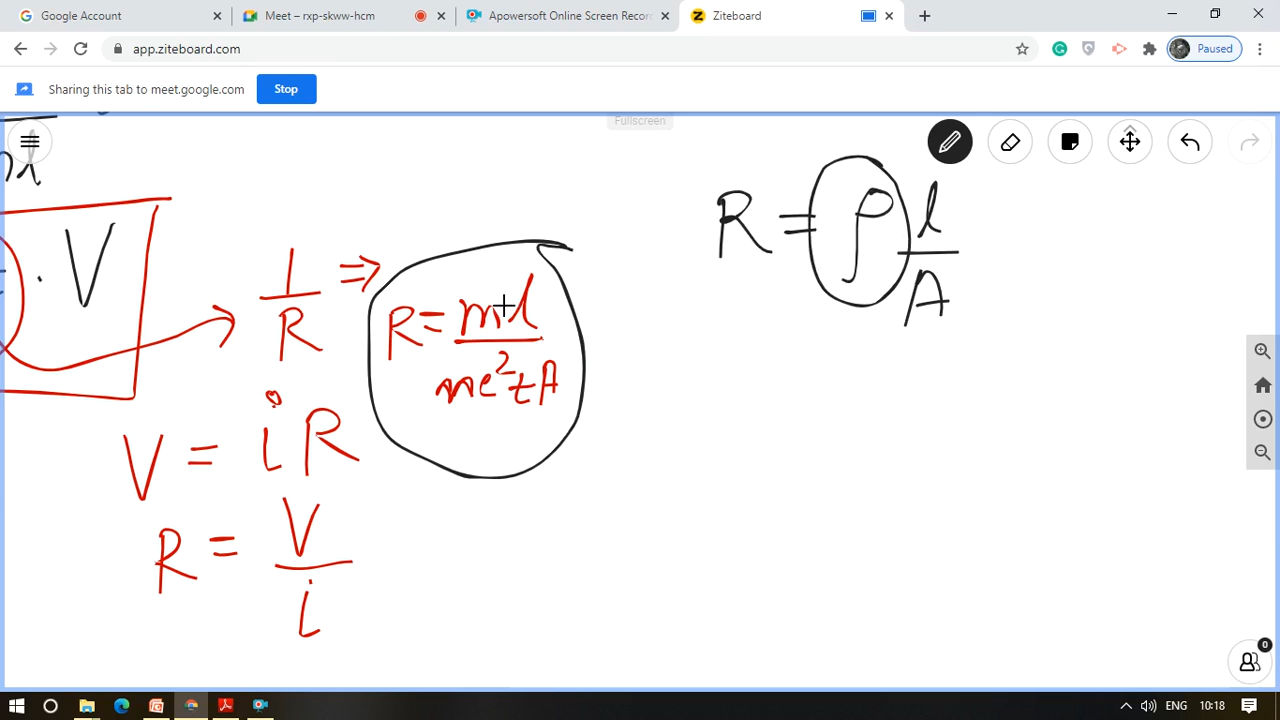 Google Account
Meet – rxp-skww-hcm
Apowersoft Online Screen Recor
Ziteboard
app.ziteboard.com
Paused
Sharing this tab to meet.google.com
Stop
Fullscreen
· V
1/R ⇒
R = ml/ne²tA
V = iR
R = V/i
R = ρ l/A
0
ENG
10:18